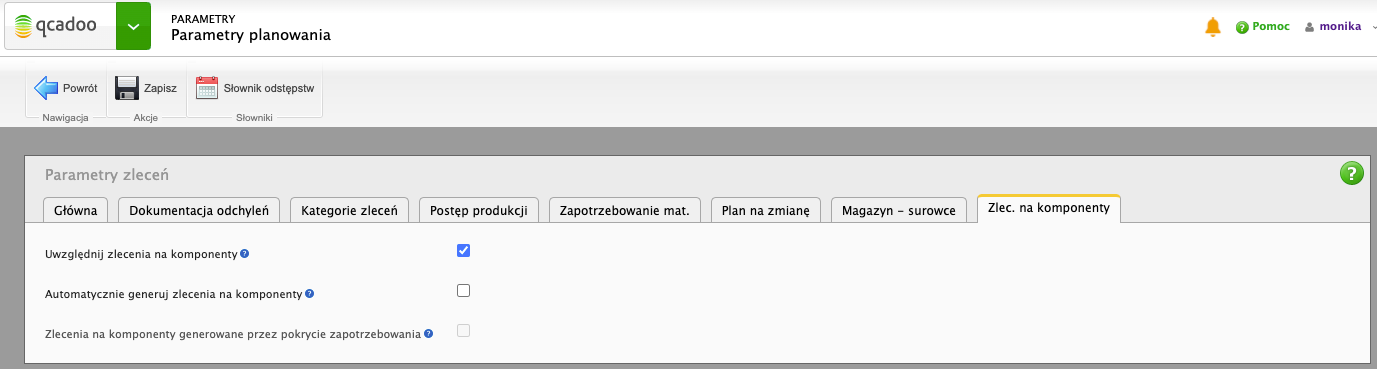 qcadoo
PARAMETRY
Parametry planowania
Pomoc
monika
Powrót
Zapisz
Słownik odstępstw
Nawigacja
Akcje
Słowniki
Parametry zleceń
?
Główna
Dokumentacja odchyleń
Kategorie zleceń
Postęp produkcji
Zapotrzebowanie mat.
Plan na zmianę
Magazyn - surowce
Zlec. na komponenty
Uwzględnij zlecenia na komponenty ?
Automatycznie generuj zlecenia na komponenty ?
Zlecenia na komponenty generowane przez pokrycie zapotrzebowania ?